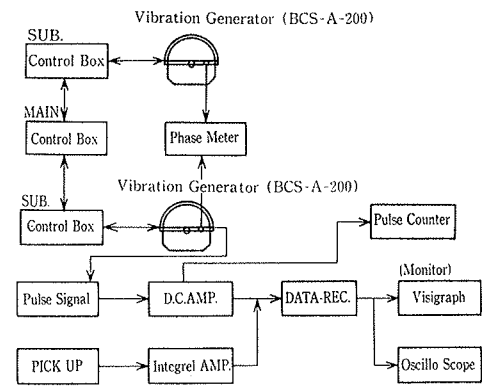 Vibration Generator (BCS-A-200)
SUB.
Control Box
MAIN
Control Box
Phase Meter
Vibration Generator (BCS-A-200)
SUB.
Control Box
Pulse Counter
(Monitor)
Pulse Signal
D.C.AMP.
DATA-REC.
Visigraph
PICK UP
Integrel AMP.
Oscillo Scope